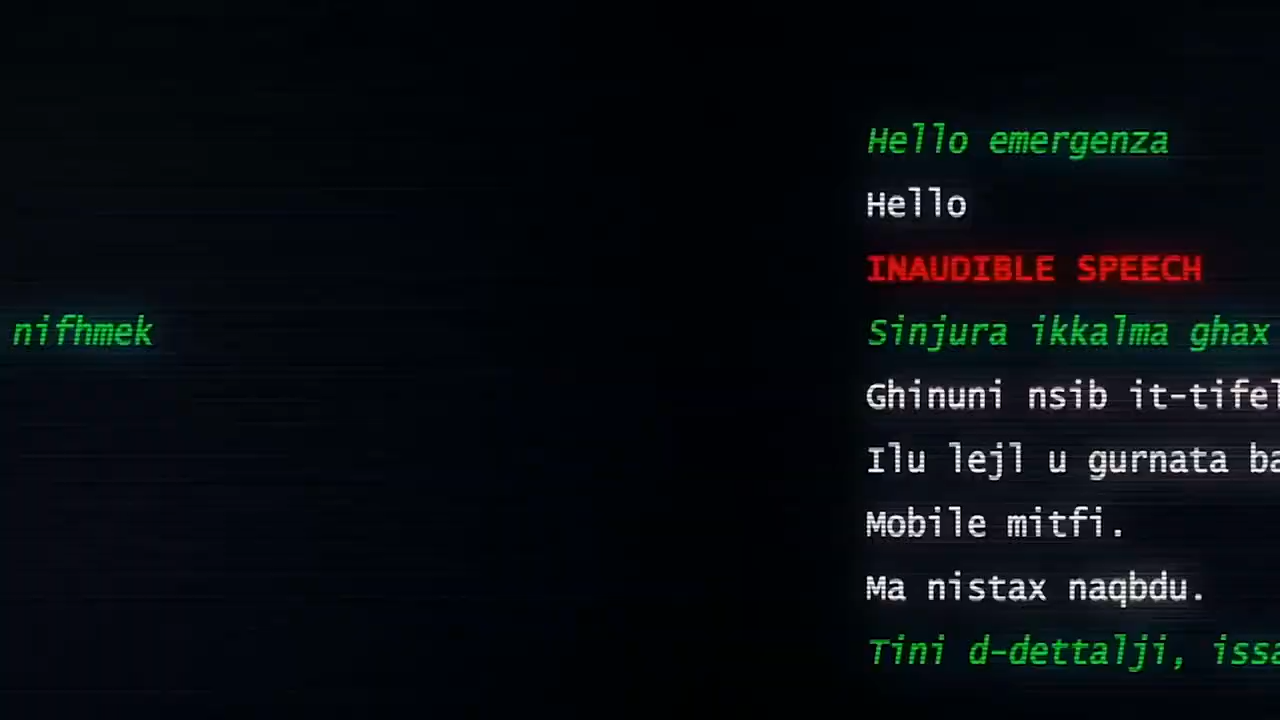 Hello emergenza
Hello
INAUDIBLE SPEECH
nifhmek
Sinjura ikkalma ghax
Ghinuni nsib it-tifel
Ilu lejl u gurnata
Mobile mitfi.
Ma nistax naqbdu.
Tini d-dettalji,